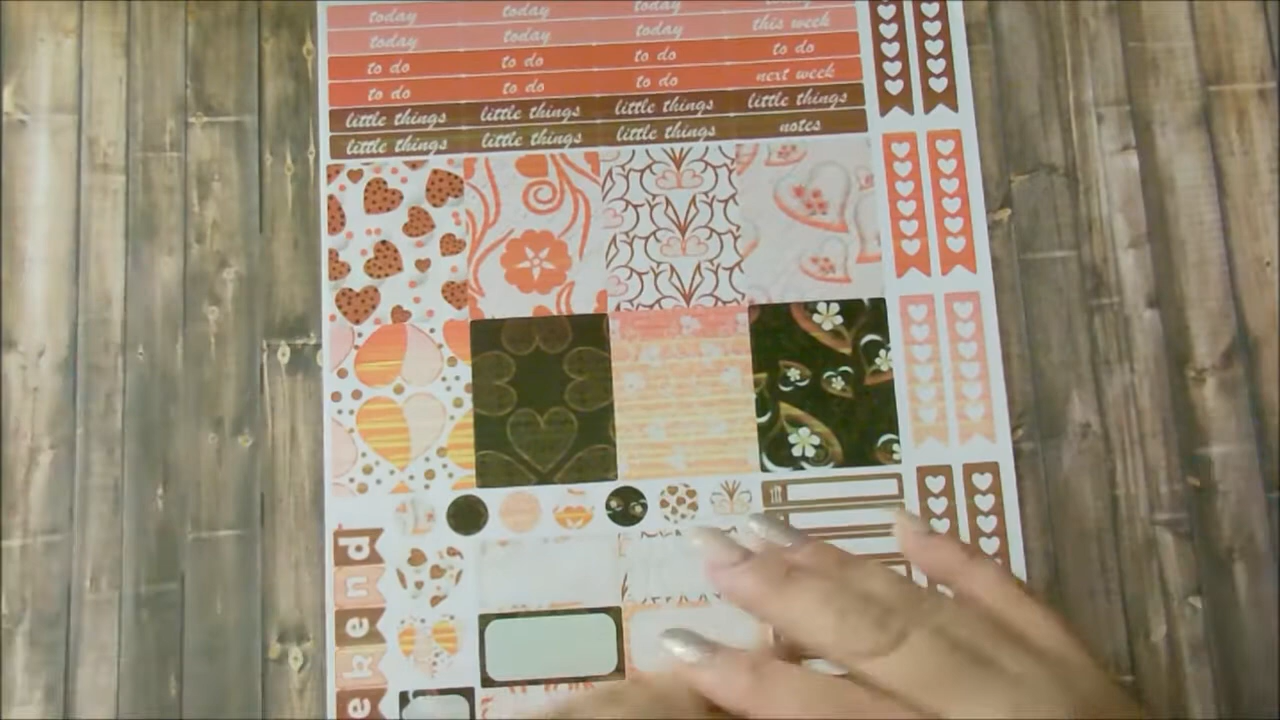 today today today today
today today today this week
to do to do to do to do
to do to do to do next week
little things little things little things little things
little things little things little things notes
e k e n d